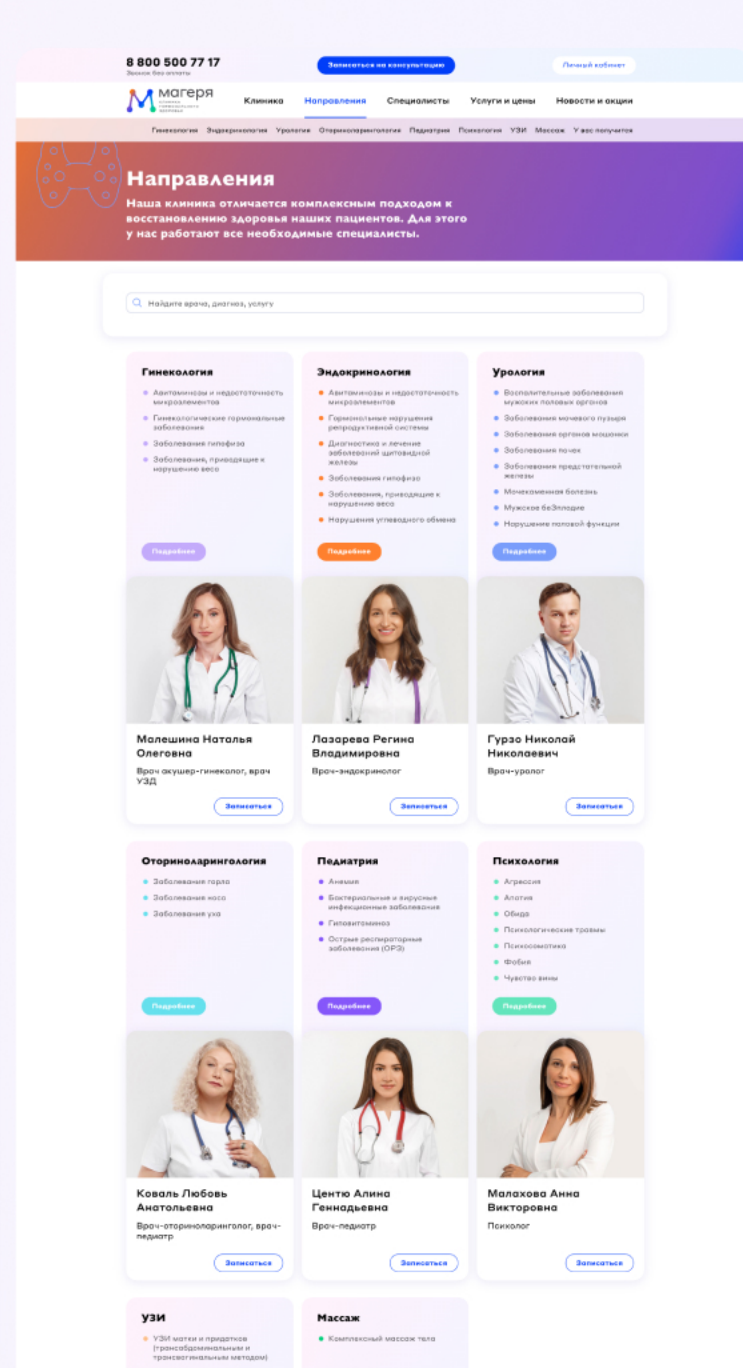 8 800 500 77 17
Звонок без оплаты
Записаться на консультацию
Личный кабинет
магеря
КЛИНИКА
ГОРМОНАЛЬНОГО
ЗДОРОВЬЯ
Клиника Направления Специалисты Услуги и цены Новости и акции
Гинекология Эндокринология Урология Оториноларингология Педиатрия Психология УЗИ Массаж У вас получится
Направления
Наша клиника отличается комплексным подходом к
восстановлению здоровья наших пациентов. Для этого
у нас работают все необходимые специалисты.
Найдите врача, диагноз, услугу
Гинекология
Авитаминозы и недостаточность
микроэлементов
Гинекологические гормональные
заболевания
Заболевания гипофиза
Заболевания, приводящие к
нарушению веса
Подробнее
Эндокринология
Авитаминозы и недостаточность
микроэлементов
Гормональные нарушения
репродуктивной системы
Диагностика и лечение
заболеваний щитовидной
железы
Заболевания гипофиза
Заболевания, приводящие к
нарушению веса
Нарушения углеводного обмена
Подробнее
Урология
Воспалительные заболевания
мужских половых органов
Заболевания мочевого пузыря
Заболевания органов мошонки
Заболевания почек
Заболевания предстательной
железы
Мочекаменная болезнь
Мужское беЗплодие
Нарушение половой функции
Подробнее
Малешина Наталья
Олеговна
Врач акушер-гинеколог, врач
УЗД
Записаться
Лазарева Регина
Владимировна
Врач-эндокринолог
Записаться
Гурзо Николай
Николаевич
Врач-уролог
Записаться
Оториноларингология
Заболевания горла
Заболевания носа
Заболевания уха
Подробнее
Педиатрия
Анемия
Бактериальные и вирусные
инфекционные заболевания
Гиповитаминоз
Острые респираторные
заболевания (ОРЗ)
Подробнее
Психология
Агрессия
Апатия
Обида
Психологические травмы
Психосоматика
Фобия
Чувство вины
Подробнее
Коваль Любовь
Анатольевна
Врач-оториноларинголог, врач-
педиатр
Записаться
Центю Алина
Геннадьевна
Врач-педиатр
Записаться
Малахова Анна
Викторовна
Психолог
Записаться
УЗИ
УЗИ матки и придатков
(трансабдоминальным и
трансвагинальным методом)
Массаж
Комплексный массаж тела